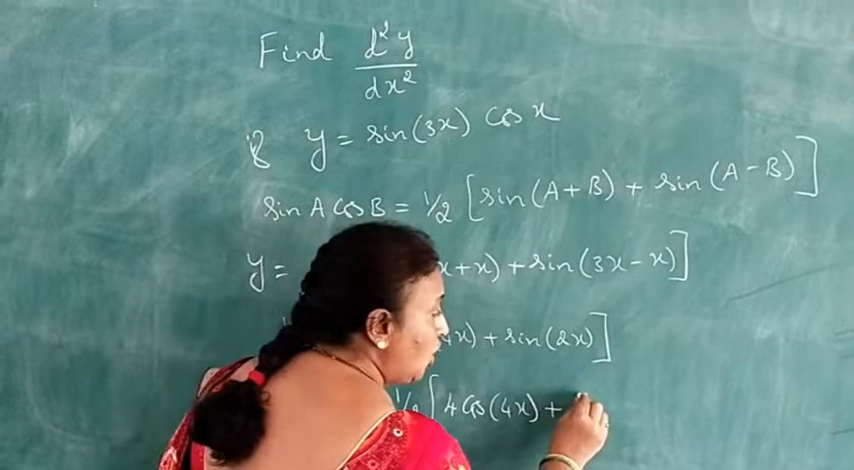 Find d²y/dx²
if y = sin(3x) cos x
sin A cos B = 1/2 [sin(A+B) + sin(A-B)]
y = x+x) + sin(3x-x)]
4x) + sin(2x)]
1/2 [4 cos(4x) +